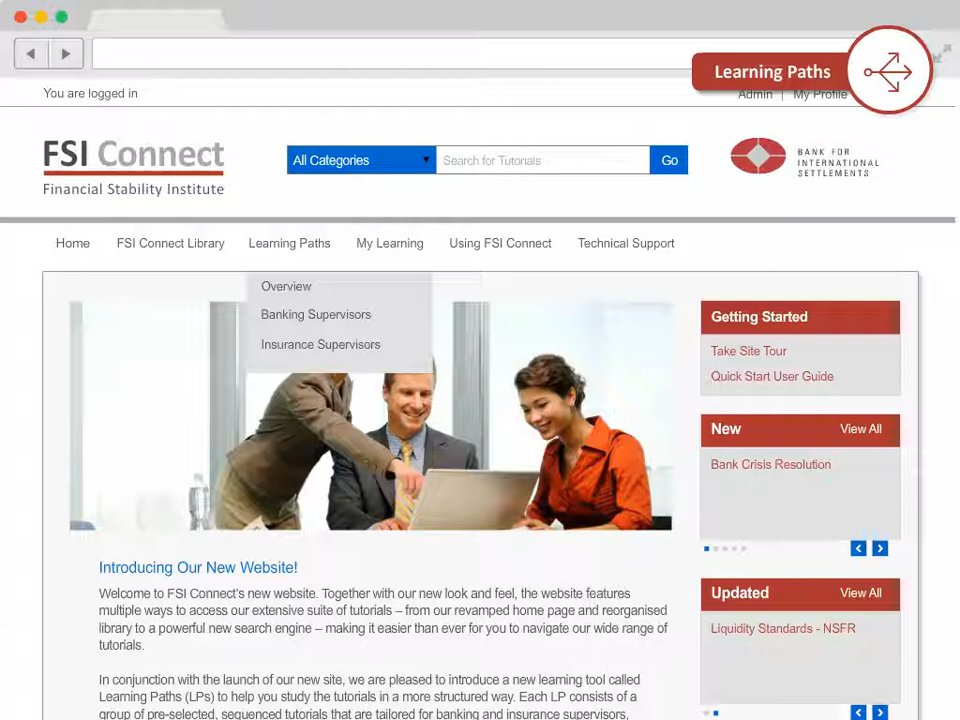 Learning Paths
You are logged in
Admin | My Profile
FSI Connect
Financial Stability Institute
All Categories
Search for Tutorials
Go
BANK FOR
INTERNATIONAL
SETTLEMENTS
Home
FSI Connect Library
Learning Paths
My Learning
Using FSI Connect
Technical Support
Overview
Banking Supervisors
Insurance Supervisors
Getting Started
Take Site Tour
Quick Start User Guide
New
View All
Bank Crisis Resolution
Introducing Our New Website!
Welcome to FSI Connect's new website. Together with our new look and feel, the website features
multiple ways to access our extensive suite of tutorials – from our revamped home page and reorganised
library to a powerful new search engine – making it easier than ever for you to navigate our wide range of
tutorials.
In conjunction with the launch of our new site, we are pleased to introduce a new learning tool called
Learning Paths (LPs) to help you study the tutorials in a more structured way. Each LP consists of a
group of pre-selected, sequenced tutorials that are tailored for banking and insurance supervisors,
Updated
View All
Liquidity Standards - NSFR